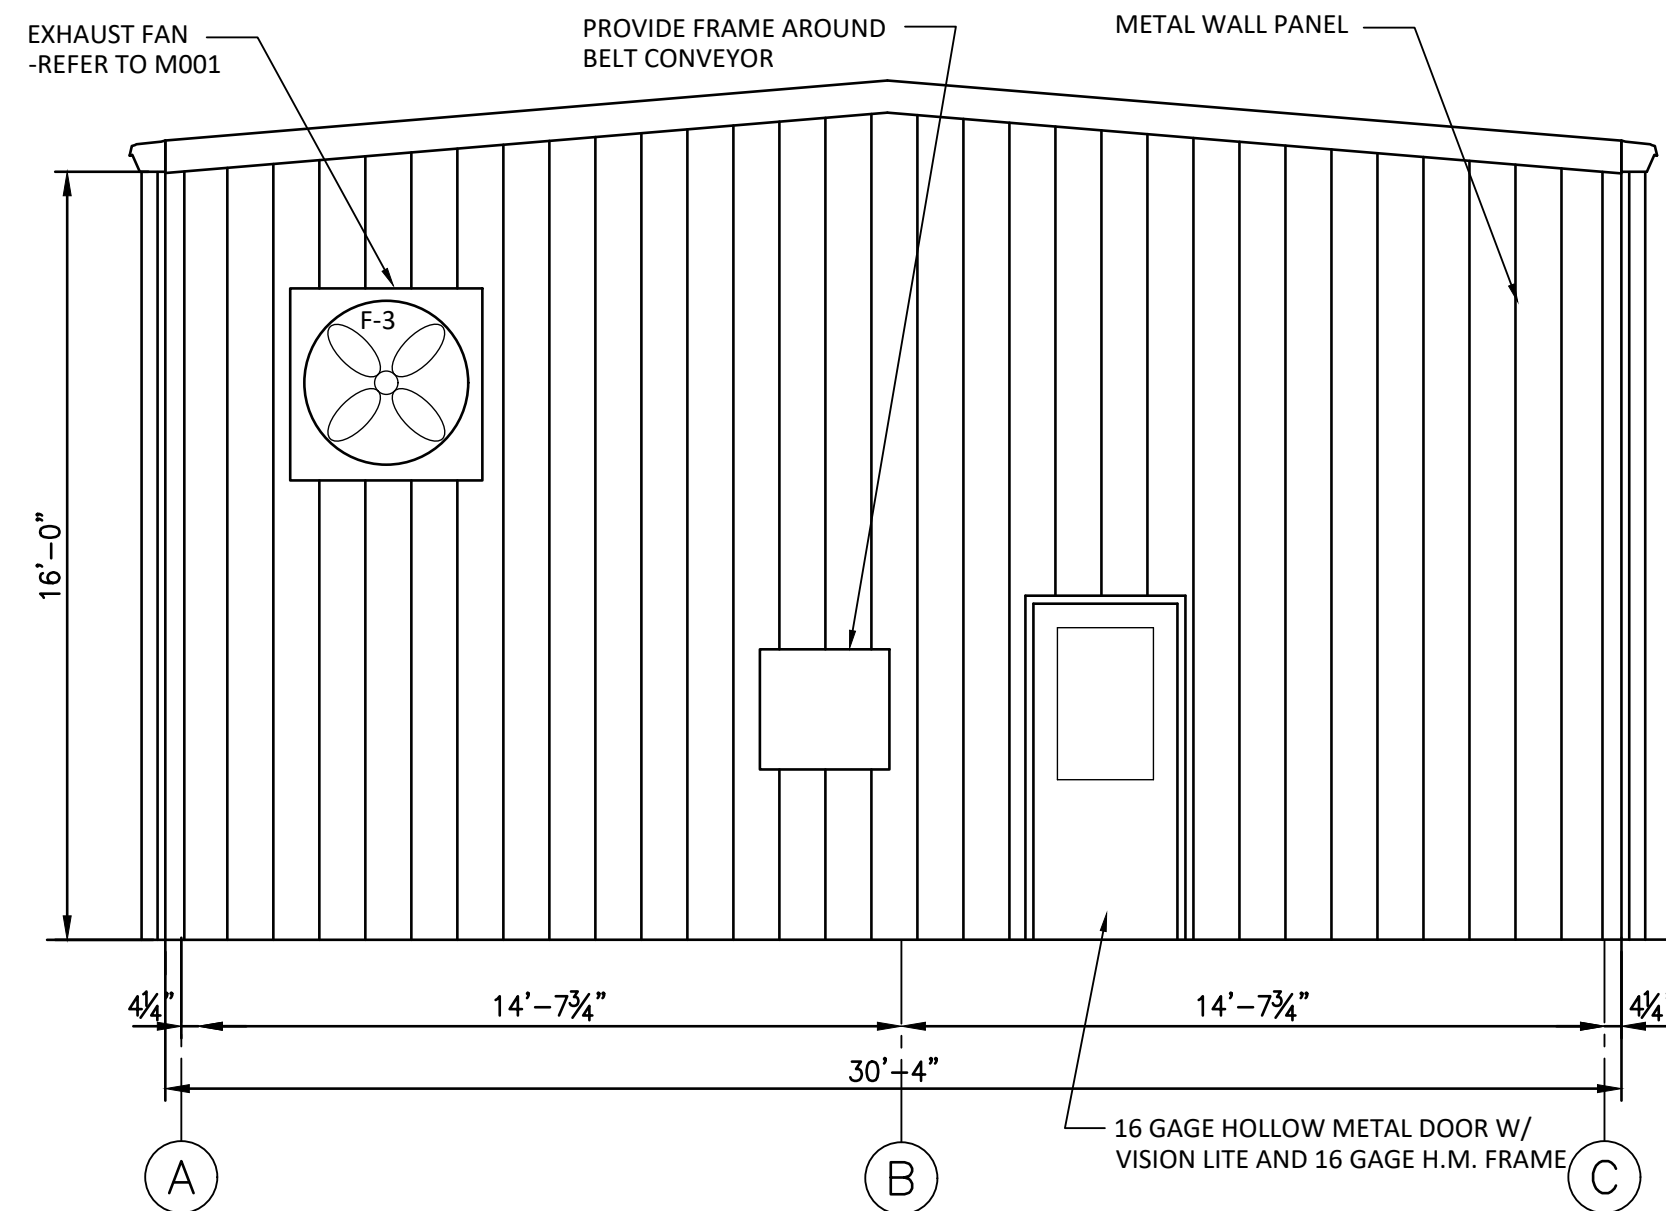 EXHAUST FAN
-REFER TO M001
PROVIDE FRAME AROUND
BELT CONVEYOR
METAL WALL PANEL
F-3
16'-0"
4¼"
14'-7¾"
14'-7¾"
4¼
30'-4"
16 GAGE HOLLOW METAL DOOR W/
VISION LITE AND 16 GAGE H.M. FRAME
A
B
C